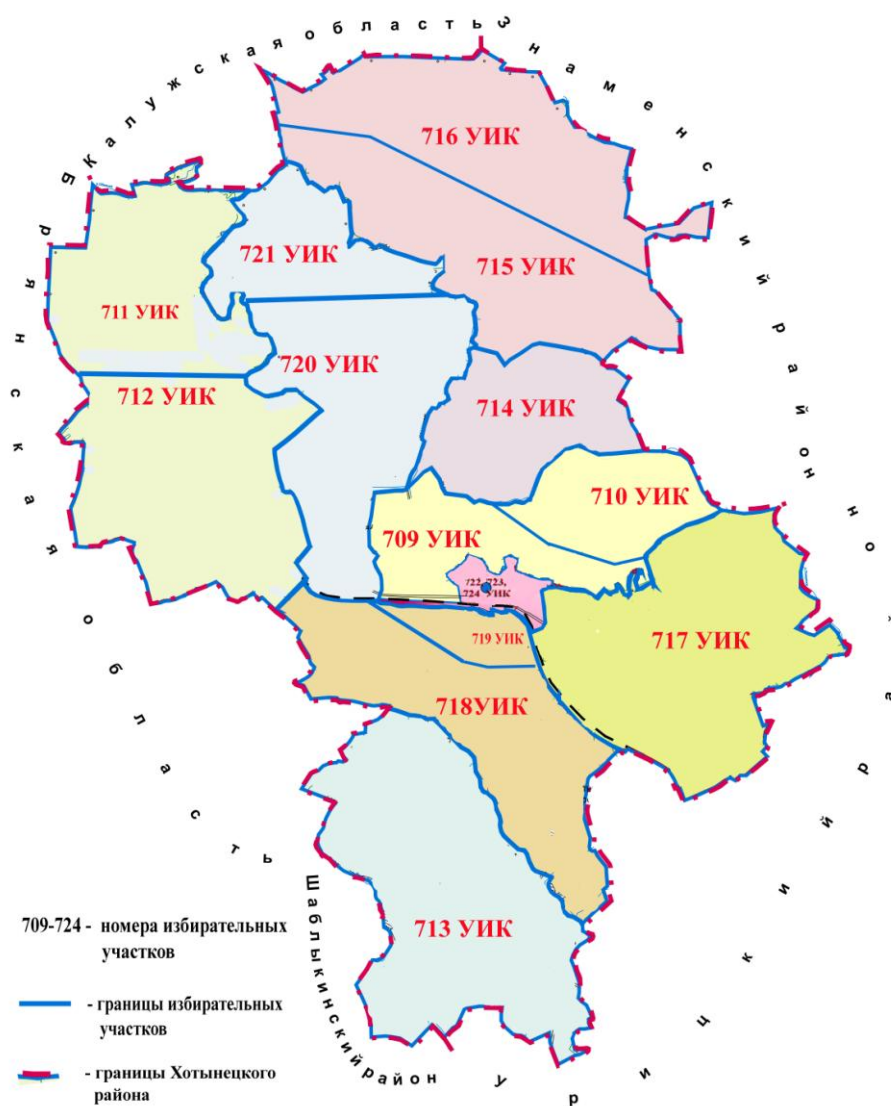 Калужская область
Знаменский район
Брянская область
716 УИК
721 УИК
715 УИК
711 УИК
720 УИК
712 УИК
714 УИК
710 УИК
709 УИК
722, 723,
724 УИК
719 УИК
717 УИК
718УИК
713 УИК
Шаблыкинский район
Урицкий район
709-724 - номера избирательных
участков
- границы избирательных
участков
- границы Хотынецкого
района